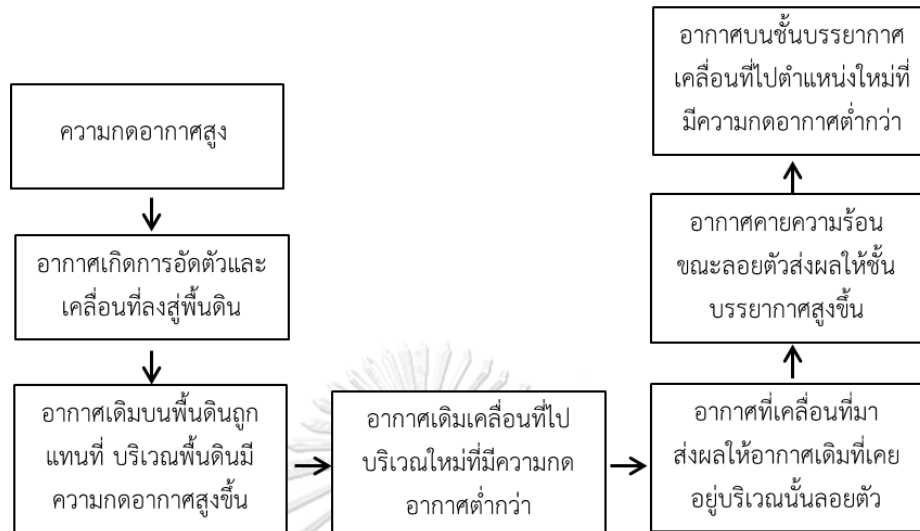 ความกดอากาศสูง
อากาศเกิดการอัดตัวและ
เคลื่อนที่ลงสู่พื้นดิน
อากาศเดิมบนพื้นดินถูก
แทนที่ บริเวณพื้นดินมี
ความกดอากาศสูงขึ้น
อากาศเดิมเคลื่อนที่ไป
บริเวณใหม่ที่มีความกด
อากาศต่ำกว่า
อากาศที่เคลื่อนที่มา
ส่งผลให้อากาศเดิมที่เคย
อยู่บริเวณนั้นลอยตัว
อากาศคายความร้อน
ขณะลอยตัวส่งผลให้ชั้น
บรรยากาศสูงขึ้น
อากาศบนชั้นบรรยากาศ
เคลื่อนที่ไปตำแหน่งใหม่ที่
มีความกดอากาศต่ำกว่า